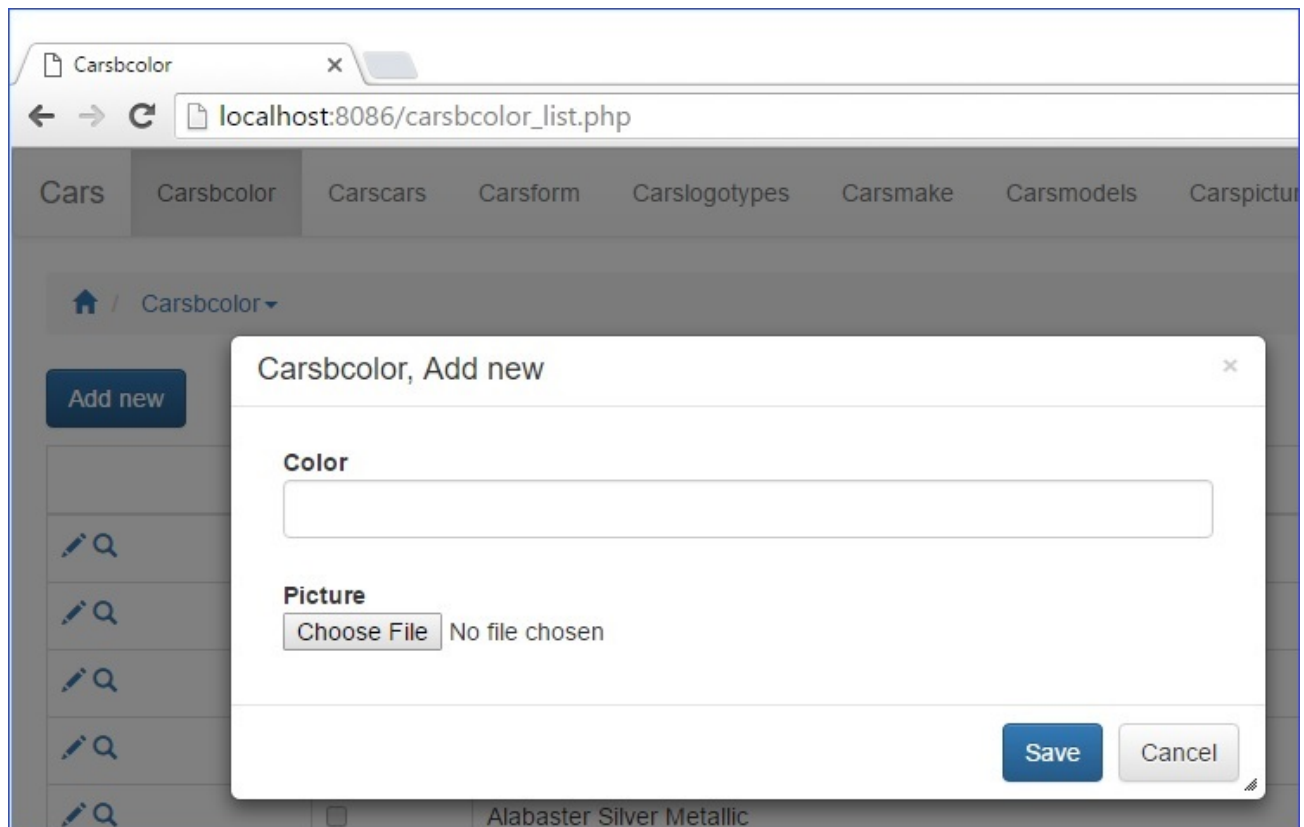 Carsbcolor
localhost:8086/carsbcolor_list.php
Cars Carsbcolor Carscars Carsform Carslogotypes Carsmake Carsmodels Carspictur
/ Carsbcolor
Add new
Carsbcolor, Add new
Color
Picture
Choose File No file chosen
Save Cancel
Alabaster Silver Metallic